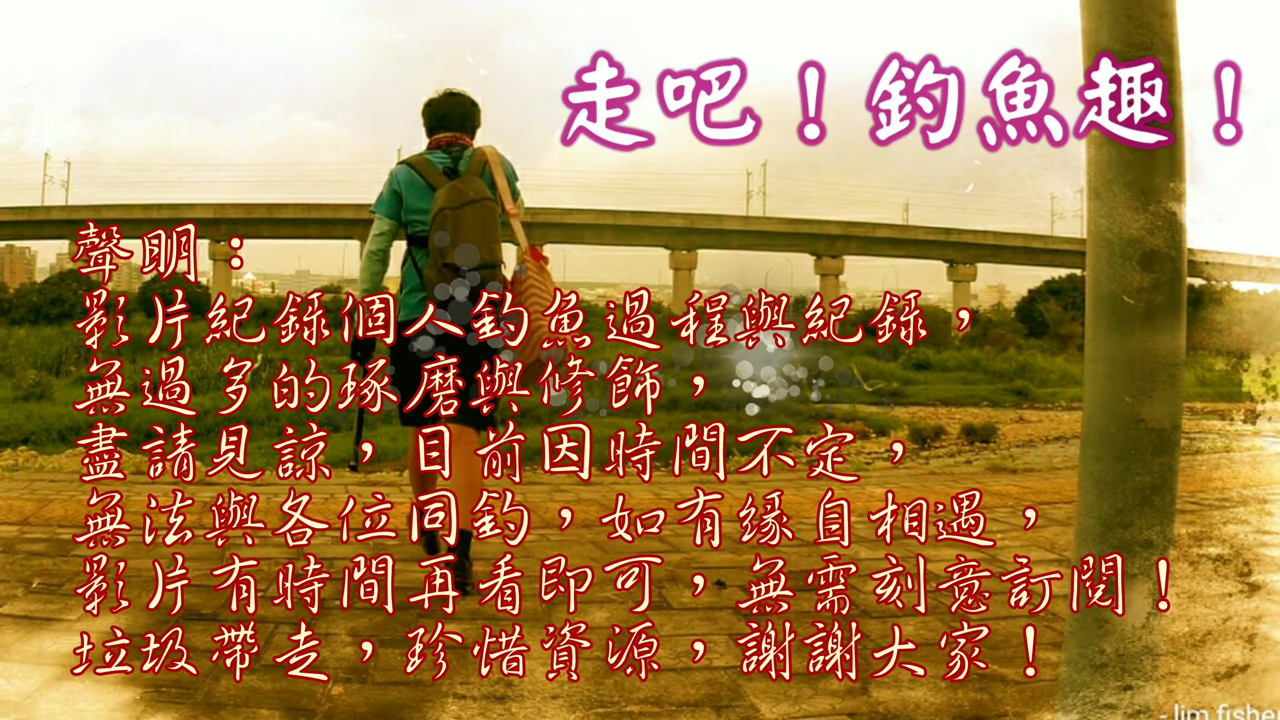 走吧！釣魚趣！
聲明：
影片紀錄個人釣魚過程與紀錄，
無過多的琢磨與修飾，
盡請見諒，目前因時間不定，
無法與各位同釣，如有緣自相遇，
影片有時間再看即可，無需刻意訂閱！
垃圾帶走，珍惜資源，謝謝大家！
- lim fisher